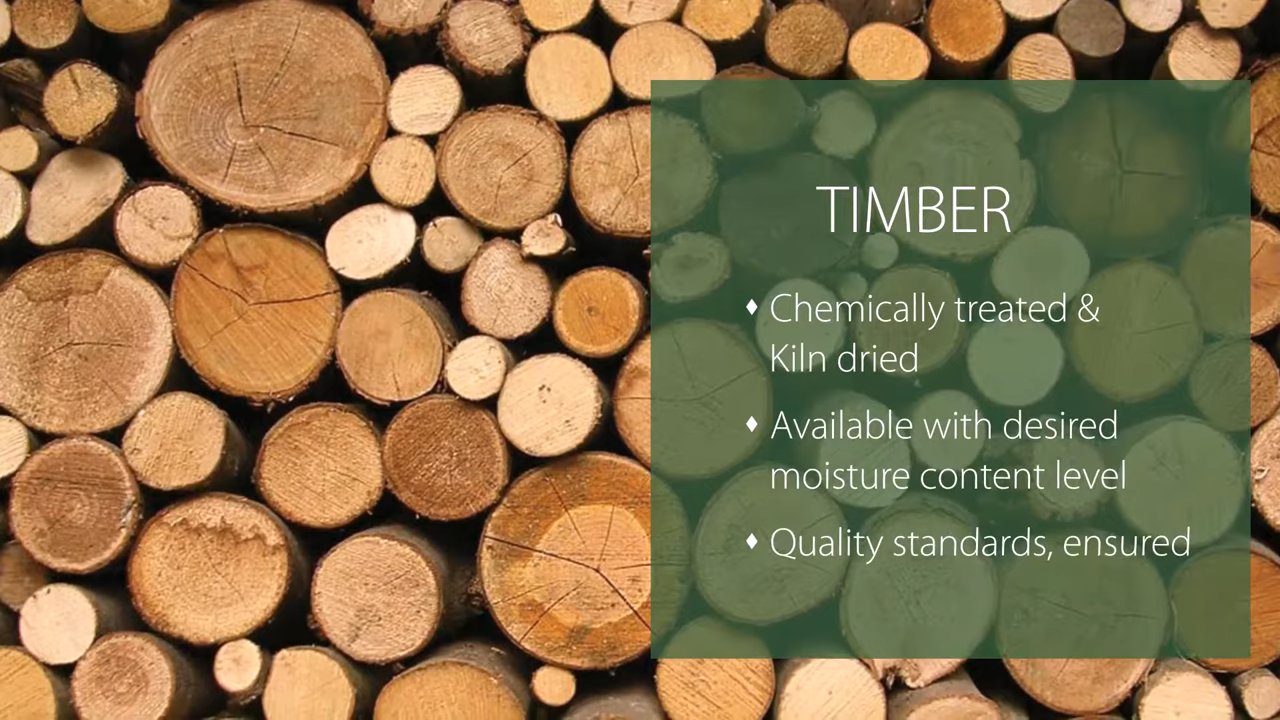 TIMBER
♦ Chemically treated &
Kiln dried
♦ Available with desired
moisture content level
♦ Quality standards, ensured